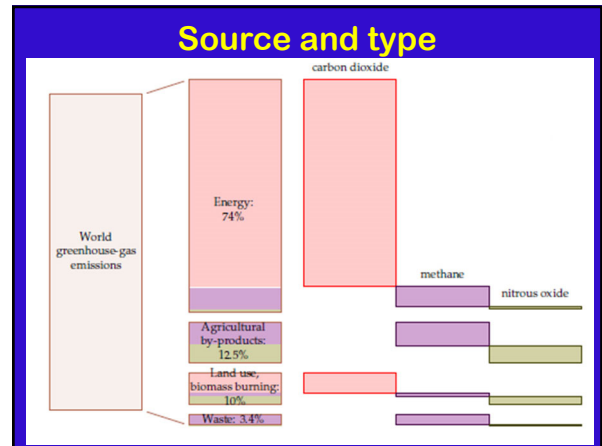 Source and type
carbon dioxide
Energy:
74%
World
greenhouse-gas
emissions
methane
nitrous oxide
Agricultural
by-products:
12.5%
Land use,
biomass burning:
10%
Waste: 3.4%